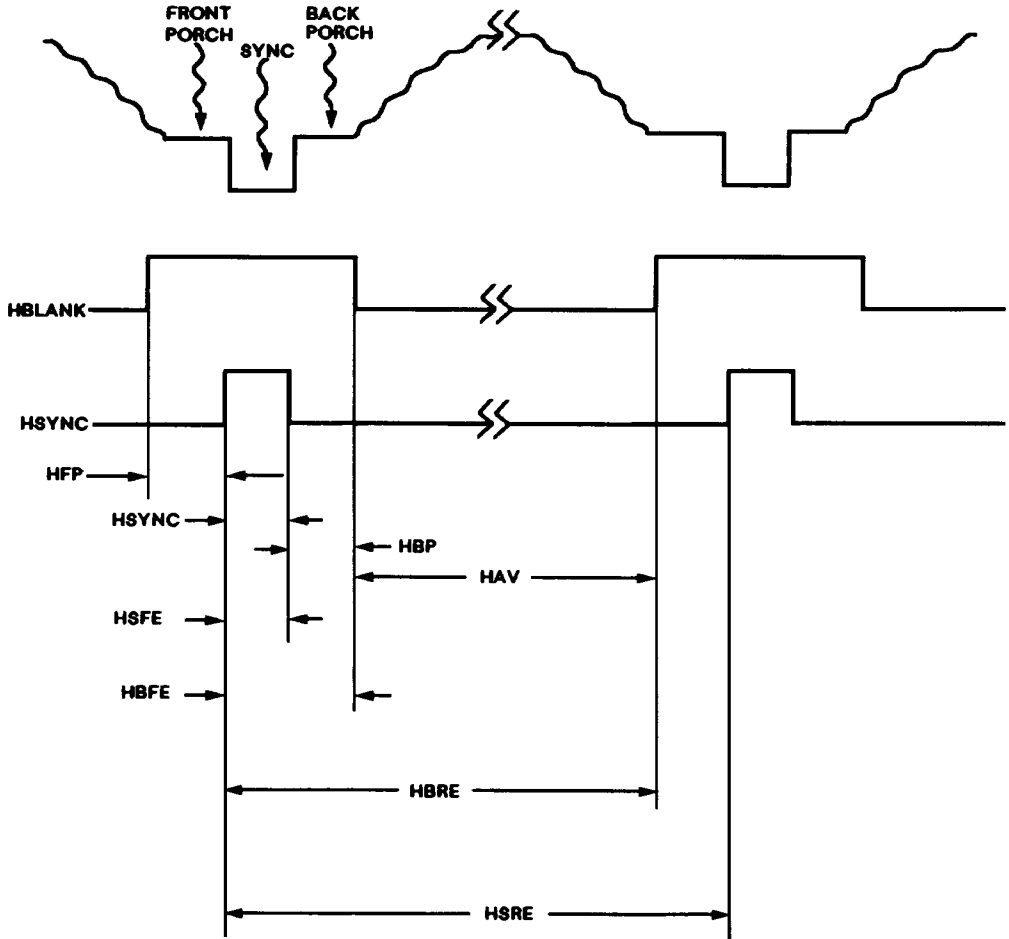 FRONT
PORCH
SYNC
BACK
PORCH
HBLANK
HSYNC
HFP
HSYNC
HBP
HAV
HSFE
HBFE
HBRE
HSRE